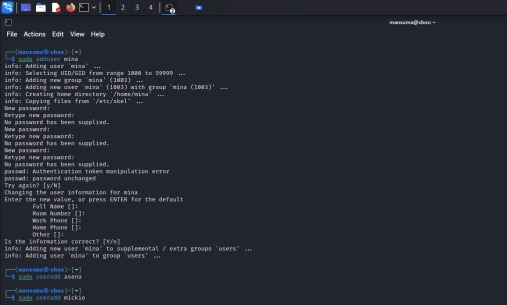 1 2 3 4
mansuma@vbox: ~
File Actions Edit View Help
┌──(mansuma㉿vbox)-[~]
└─$ sudo adduser mina
info: Adding user `mina' ...
info: Selecting UID/GID from range 1000 to 59999 ...
info: Adding new group `mina' (1003) ...
info: Adding new user `mina' (1003) with group `mina (1003)' ...
info: Creating home directory `/home/mina' ...
info: Copying files from `/etc/skel' ...
New password:
Retype new password:
No password has been supplied.
New password:
Retype new password:
No password has been supplied.
New password:
Retype new password:
No password has been supplied.
passwd: Authentication token manipulation error
passwd: password unchanged
Try again? [y/N]
Changing the user information for mina
Enter the new value, or press ENTER for the default
Full Name []:
Room Number []:
Work Phone []:
Home Phone []:
Other []:
Is the information correct? [Y/n]
info: Adding new user `mina' to supplemental / extra groups `users' ...
info: Adding user `mina' to group `users' ...
┌──(mansuma㉿vbox)-[~]
└─$ sudo useradd asena
┌──(mansuma㉿vbox)-[~]
└─$ sudo useradd mickie